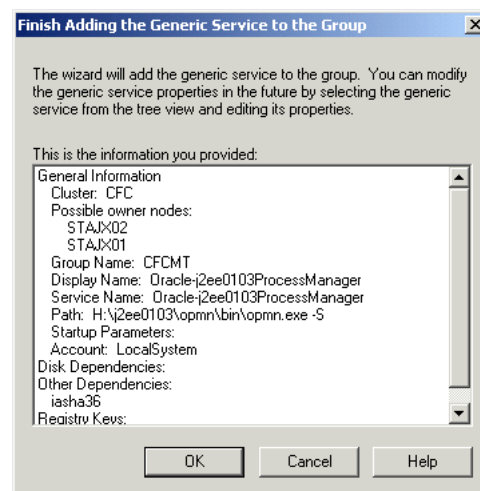 Finish Adding the Generic Service to the Group
The wizard will add the generic service to the group. You can modify
the generic service properties in the future by selecting the generic
service from the tree view and editing its properties.
This is the information you provided:
General Information
Cluster: CFC
Possible owner nodes:
STAJX02
STAJX01
Group Name: CFCMT
Display Name: Oracle-j2ee0103ProcessManager
Service Name: Oracle-j2ee0103ProcessManager
Path: H:\j2ee0103\opmn\bin\opmn.exe -S
Startup Parameters:
Account: LocalSystem
Disk Dependencies:
Other Dependencies:
iasha36
Registry Keys:
OK Cancel Help